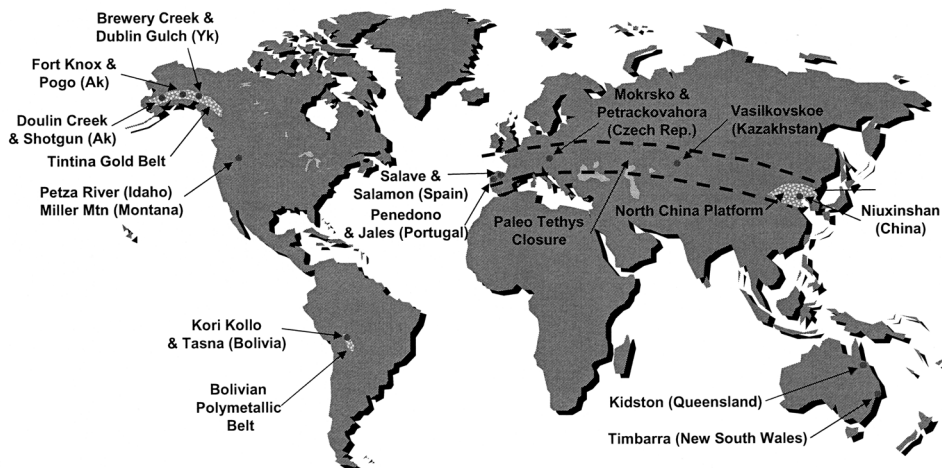 Brewery Creek &
Dublin Gulch (Yk)
Fort Knox &
Pogo (Ak)
Doulin Creek
& Shotgun (Ak)
Tintina Gold Belt
Petza River (Idaho)
Miller Mtn (Montana)
Mokrsko &
Petrackovahora
(Czech Rep.)
Vasilkovskoe
(Kazakhstan)
Salave &
Salamon (Spain)
Penedono
& Jales (Portugal)
Paleo Tethys
Closure
North China Platform
Niuxinshan
(China)
Kori Kollo
& Tasna (Bolivia)
Bolivian
Polymetallic
Belt
Kidston (Queensland)
Timbarra (New South Wales)